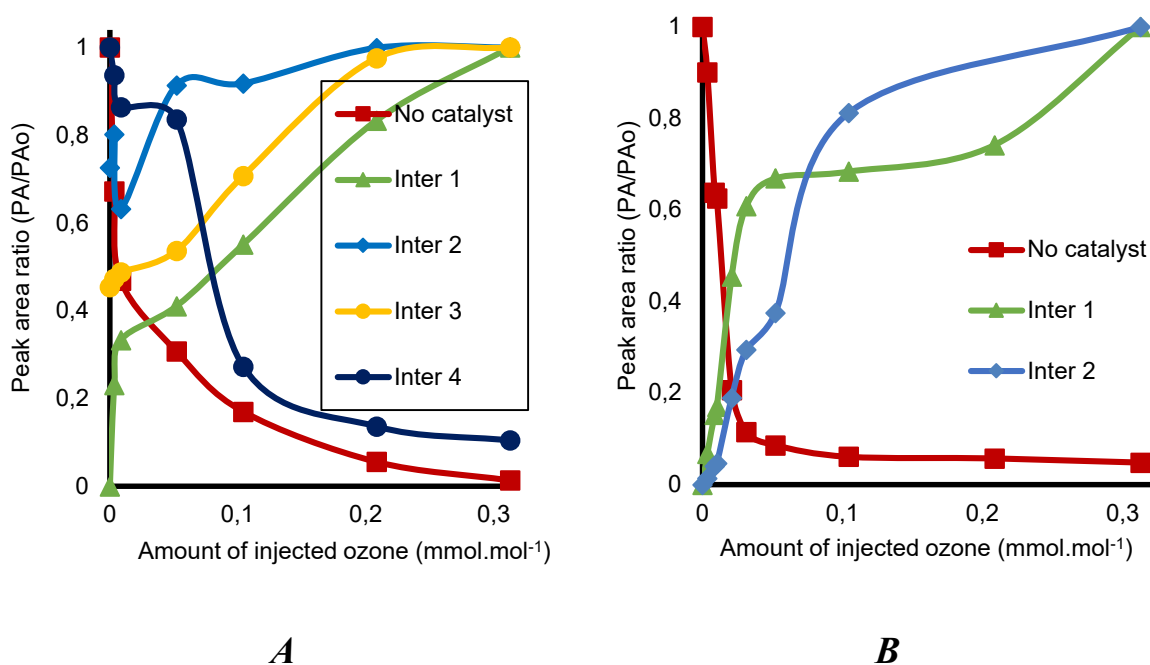 Peak area ratio (PA/PAo)
1
0,8
0,6
0,4
0,2
0
0
0,1
0,2
0,3
Amount of injected ozone (mmol.mol⁻¹)
No catalyst
Inter 1
Inter 2
Inter 3
Inter 4
A
Peak area ratio (PA/PAo)
1
0,8
0,6
0,4
0,2
0
0
0,1
0,2
0,3
Amount of injected ozone (mmol.mol⁻¹)
No catalyst
Inter 1
Inter 2
B